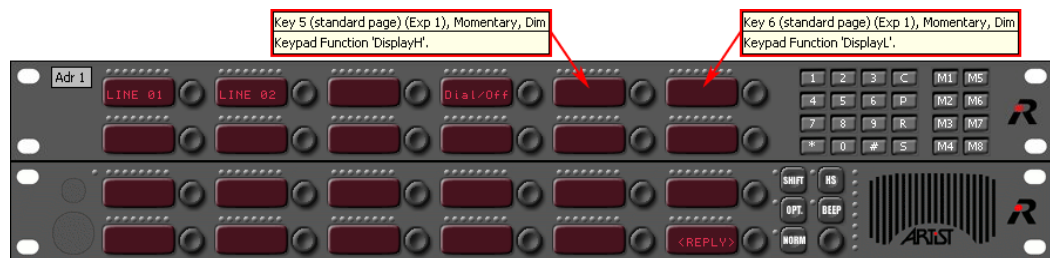 Key 5 (standard page) (Exp 1), Momentary, Dim
Keypad Function 'DisplayH'.
Key 6 (standard page) (Exp 1), Momentary, Dim
Keypad Function 'DisplayL'.
Adr 1
LINE 01
LINE 02
Dial/Off
1 2 3 C M1 M5
4 5 6 P M2 M6
7 8 9 R M3 M7
* 0 # S M4 M8
R
SHIFT HS
OPT. BEEP
NORM
<REPLY>
ARTIST
R